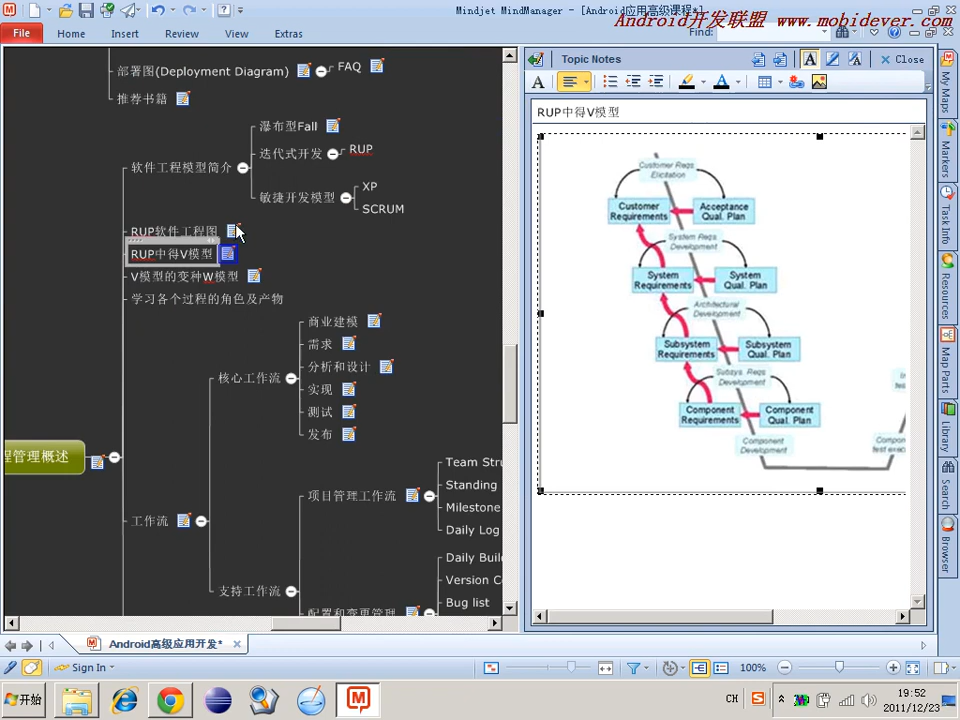 Mindjet MindManager - [Android应用高级课程*]
Android开发联盟 www.mobidever.com
File Home Insert Review View Extras
Find:
部署图(Deployment Diagram)
FAQ
推荐书籍
软件工程模型简介
瀑布型Fall
迭代式开发
RUP
敏捷开发模型
XP
SCRUM
RUP软件工程图
RUP中得V模型
V模型的变种W模型
学习各个过程的角色及产物
程管理概述
工作流
核心工作流
商业建模
需求
分析和设计
实现
测试
发布
支持工作流
项目管理工作流
Team Stru
Standing
Milestone
Daily Log
配置和变更管理
Daily Buil
Version Co
Bug list
Topic Notes
Close
RUP中得V模型
Customer Reqs
Elicitation
Customer
Requirements
Acceptance
Qual. Plan
System Reqs
Development
System
Requirements
System
Qual. Plan
Architectural
Development
Subsystem
Requirements
Subsystem
Qual. Plan
Subsys. Reqs
Development
Component
Requirements
Component
Qual. Plan
Component
Development
Compon
test exec
My Maps
Markers
Task Info
Resources
Map Parts
Library
Search
Browser
Android高级应用开发*
Sign In
100%
开始
CH
19:52
2011/12/23